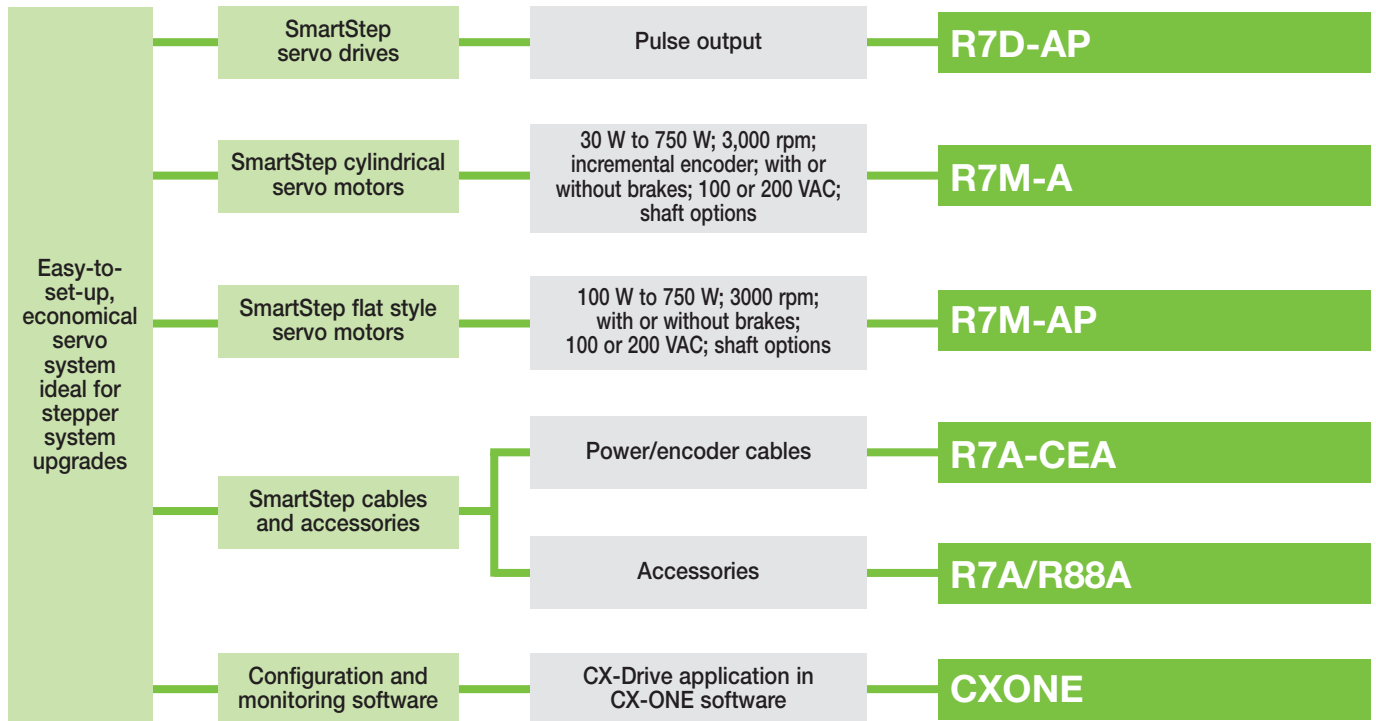 Easy-to-
set-up,
economical
servo
system
ideal for
stepper
system
upgrades
SmartStep
servo drives
Pulse output
R7D-AP
SmartStep cylindrical
servo motors
30 W to 750 W; 3,000 rpm;
incremental encoder; with or
without brakes; 100 or 200 VAC;
shaft options
R7M-A
SmartStep flat style
servo motors
100 W to 750 W; 3000 rpm;
with or without brakes;
100 or 200 VAC; shaft options
R7M-AP
SmartStep cables
and accessories
Power/encoder cables
R7A-CEA
Accessories
R7A/R88A
Configuration and
monitoring software
CX-Drive application in
CX-ONE software
CXONE